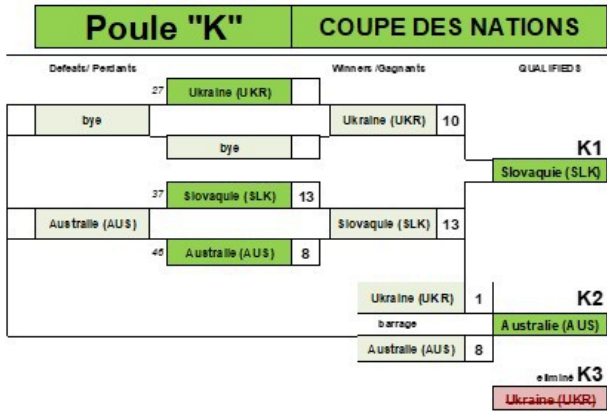 Poule "K" COUPE DES NATIONS
Defeats/ Perdants Winners /Gagnants QUALIFIEDS
27 Ukraine (UKR)
bye Ukraine (UKR) 10
bye K1
Slovaquie (SLK)
37 Slovaquie (SLK) 13
Australie (AUS) Slovaquie (SLK) 13
46 Australie (AUS) 8
Ukraine (UKR) 1 K2
barrage Australie (AUS)
Australie (AUS) 8
eliminé K3
Ukraine (UKR)